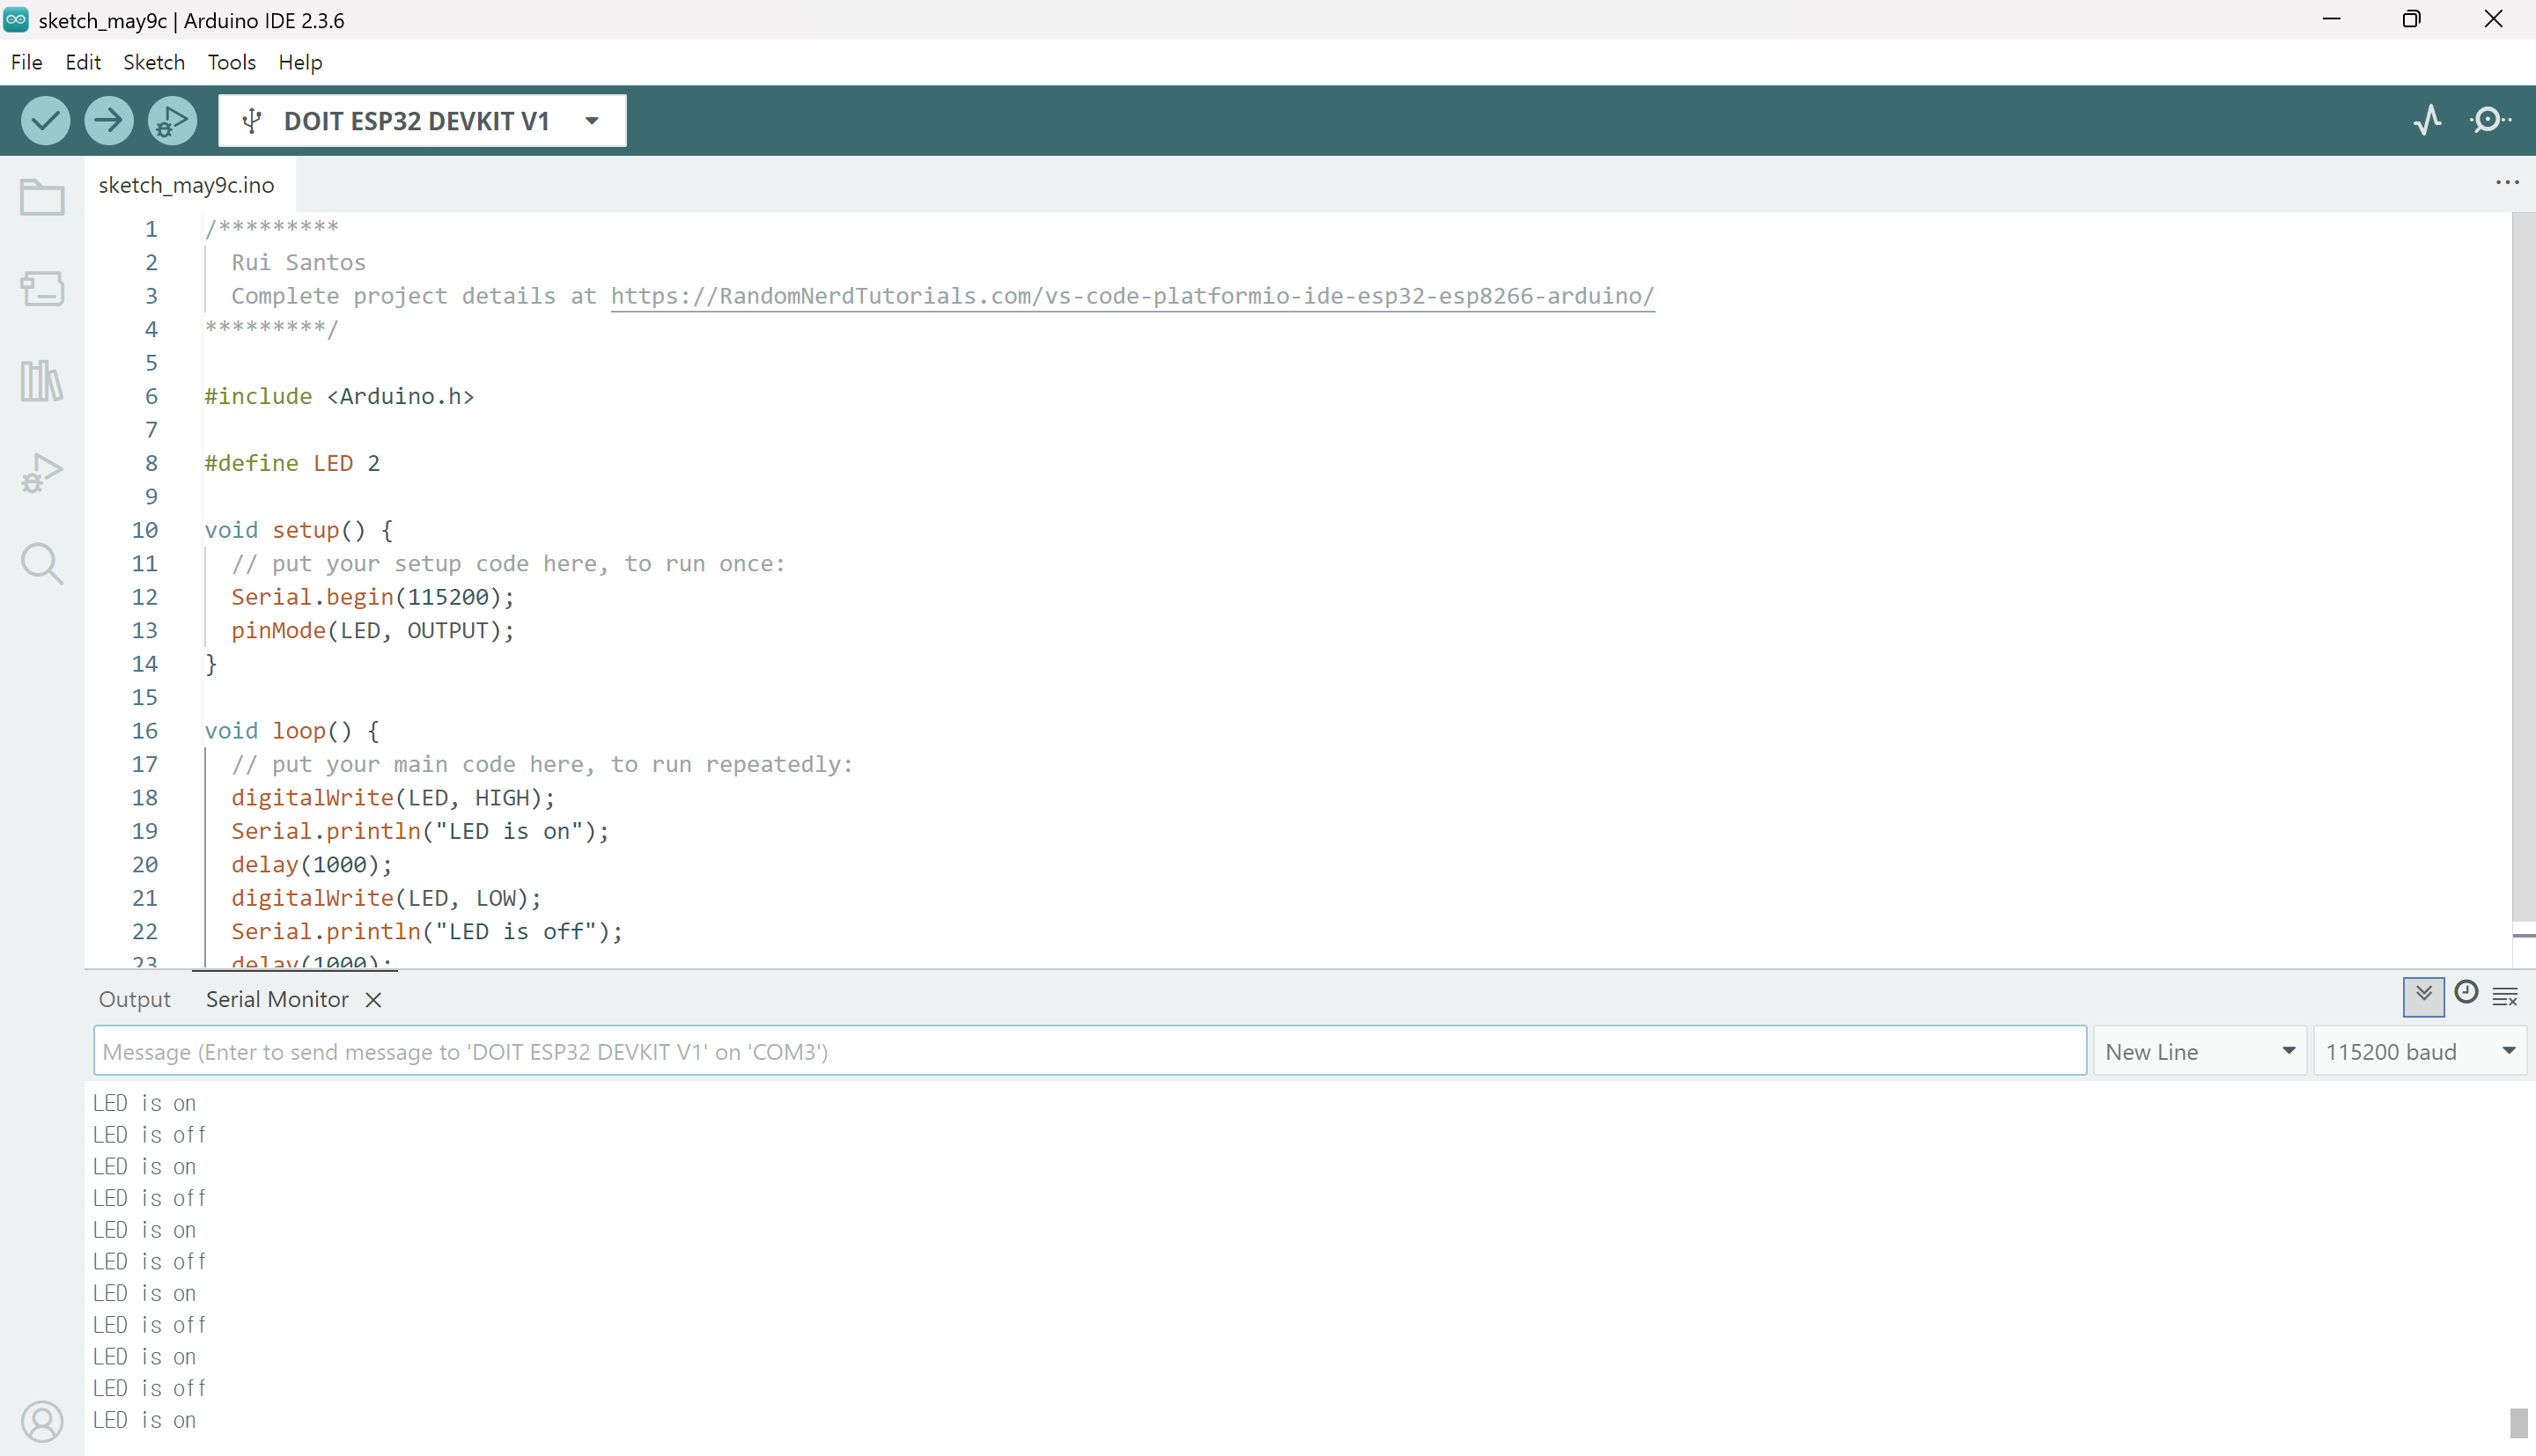 sketch_may9c | Arduino IDE 2.3.6
File Edit Sketch Tools Help
DOIT ESP32 DEVKIT V1
sketch_may9c.ino
1 /*********
2 Rui Santos
3 Complete project details at https://RandomNerdTutorials.com/vs-code-platformio-ide-esp32-esp8266-arduino/
4 *********/
5
6 #include <Arduino.h>
7
8 #define LED 2
9
10 void setup() {
11 // put your setup code here, to run once:
12 Serial.begin(115200);
13 pinMode(LED, OUTPUT);
14 }
15
16 void loop() {
17 // put your main code here, to run repeatedly:
18 digitalWrite(LED, HIGH);
19 Serial.println("LED is on");
20 delay(1000);
21 digitalWrite(LED, LOW);
22 Serial.println("LED is off");
23 delay(1000);
Output Serial Monitor
Message (Enter to send message to 'DOIT ESP32 DEVKIT V1' on 'COM3') New Line 115200 baud
LED is on
LED is off
LED is on
LED is off
LED is on
LED is off
LED is on
LED is off
LED is on
LED is off
LED is on